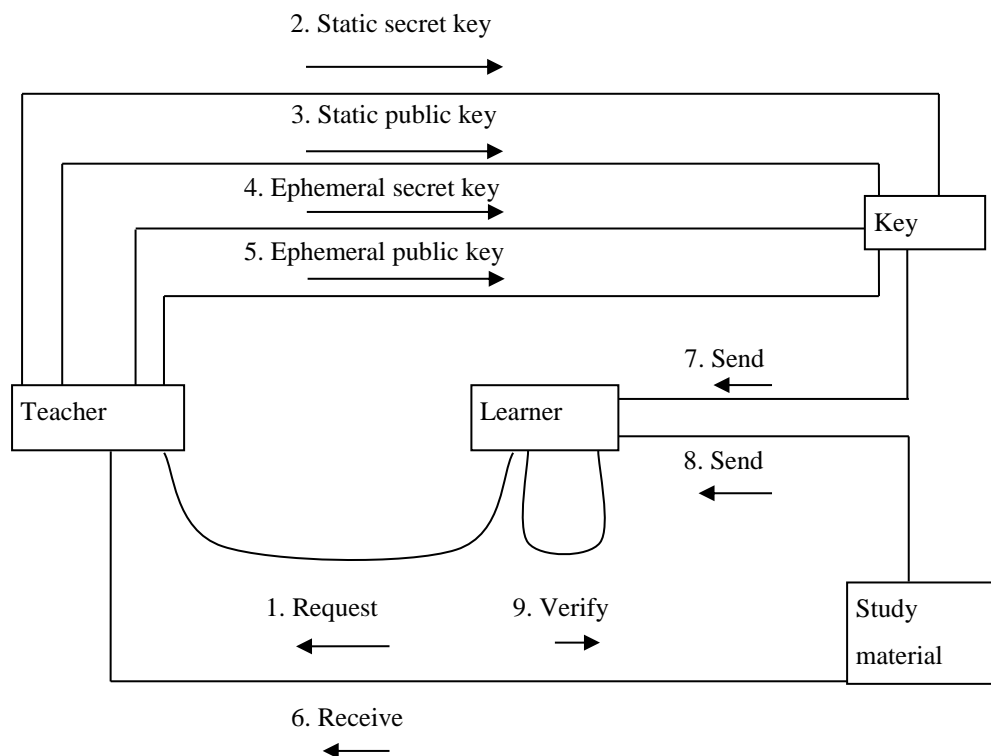 2. Static secret key
3. Static public key
4. Ephemeral secret key
Key
5. Ephemeral public key
7. Send
Teacher
Learner
8. Send
1. Request
9. Verify
Study
material
6. Receive